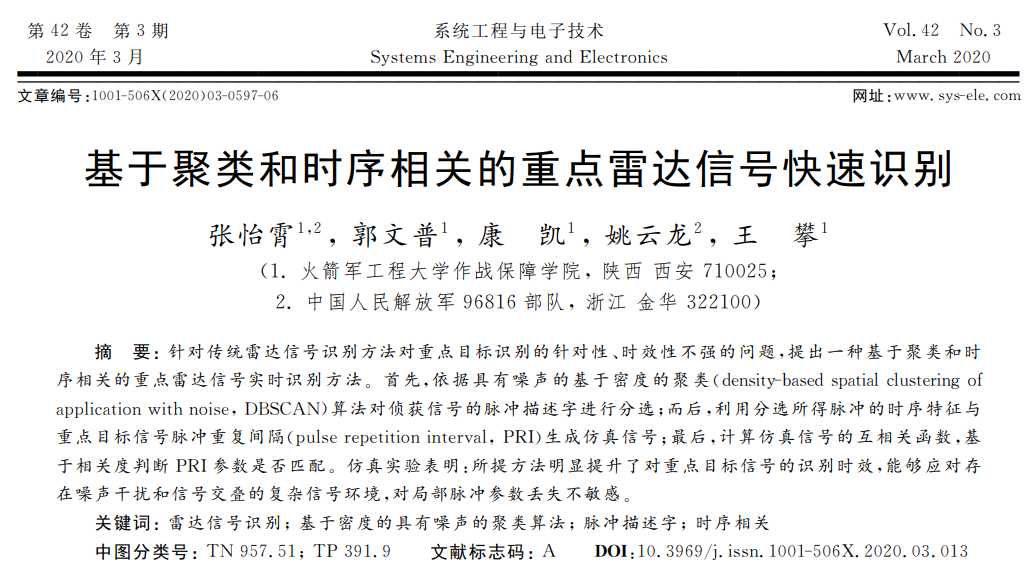 第 42 卷 第 3 期 系统工程与电子技术 Vol. 42 No. 3
2020 年 3 月 Systems Engineering and Electronics March 2020
文章编号:1001-506X(2020)03-0597-06 网址:www.sys-ele.com
基于聚类和时序相关的重点雷达信号快速识别
张怡霄1,2, 郭文普1, 康 凯1, 姚云龙2, 王 攀1
(1. 火箭军工程大学作战保障学院, 陕西 西安 710025;
2. 中国人民解放军 96816 部队, 浙江 金华 322100)
摘 要: 针对传统雷达信号识别方法对重点目标识别的针对性、时效性不强的问题,提出一种基于聚类和时
序相关的重点雷达信号实时识别方法。首先,依据具有噪声的基于密度的聚类(density-based spatial clustering of
application with noise, DBSCAN)算法对侦获信号的脉冲描述字进行分选;而后,利用分选所得脉冲的时序特征与
重点目标信号脉冲重复间隔(pulse repetition interval, PRI)生成仿真信号;最后,计算仿真信号的互相关函数,基
于相关度判断 PRI 参数是否匹配。仿真实验表明:所提方法明显提升了对重点目标信号的识别时效,能够应对存
在噪声干扰和信号交叠的复杂信号环境,对局部脉冲参数丢失不敏感。
关键词: 雷达信号识别; 基于密度的具有噪声的聚类算法; 脉冲描述字; 时序相关
中图分类号: TN 957.51; TP 391.9 文献标志码: A DOI:10.3969/j.issn.1001-506X.2020.03.013